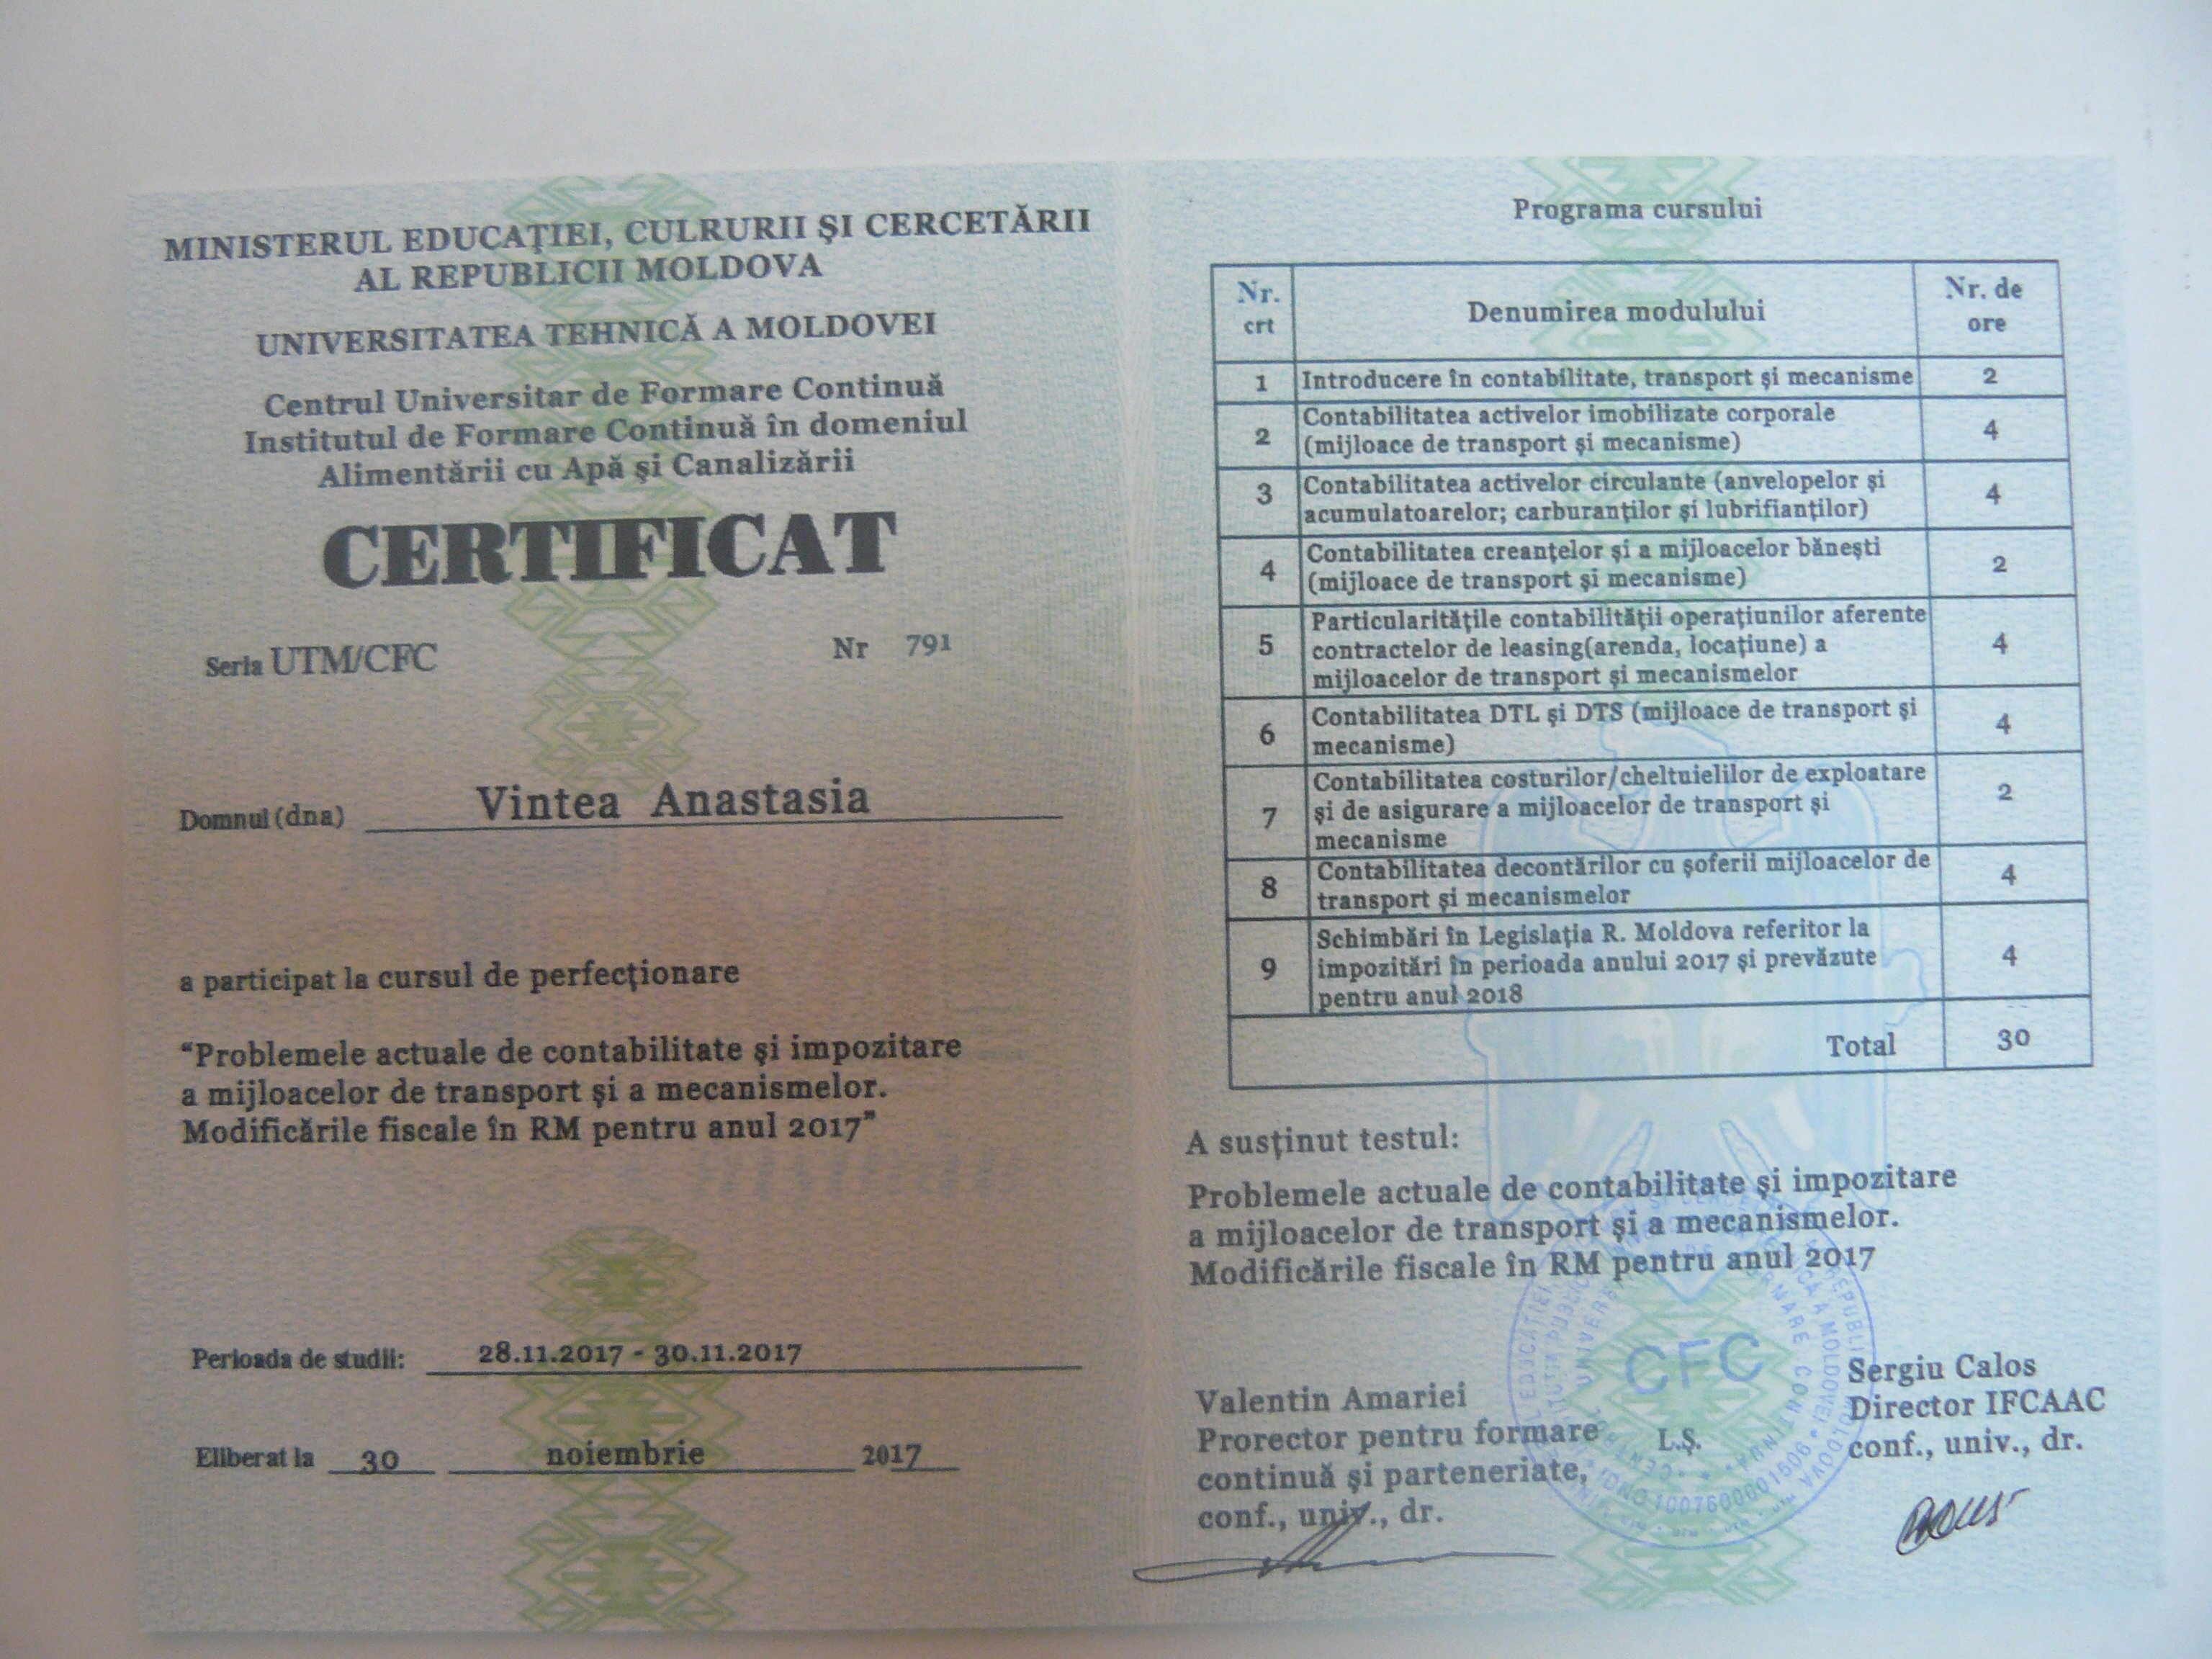 MINISTERUL EDUCAŢIEI, CULRURII ŞI CERCETĂRII
AL REPUBLICII MOLDOVA
UNIVERSITATEA TEHNICĂ A MOLDOVEI
Centrul Universitar de Formare Continuă
Institutul de Formare Continuă în domeniul
Alimentării cu Apă şi Canalizării
CERTIFICAT
Seria UTM/CFC Nr 791
Domnul (dna) Vintea Anastasia
a participat la cursul de perfecţionare
“Problemele actuale de contabilitate şi impozitare
a mijloacelor de transport şi a mecanismelor.
Modificările fiscale în RM pentru anul 2017”
Perioada de studii: 28.11.2017 - 30.11.2017
Eliberat la 30 noiembrie 2017
Programa cursului
Nr. crt Denumirea modulului Nr. de ore
1 Introducere în contabilitate, transport şi mecanisme 2
2 Contabilitatea activelor imobilizate corporale
(mijloace de transport şi mecanisme) 4
3 Contabilitatea activelor circulante (anvelopelor şi
acumulatoarelor; carburanţilor şi lubrifianţilor) 4
4 Contabilitatea creanţelor şi a mijloacelor băneşti
(mijloace de transport şi mecanisme) 2
5 Particularităţile contabilităţii operaţiunilor aferente
contractelor de leasing(arenda, locaţiune) a
mijloacelor de transport şi mecanismelor 4
6 Contabilitatea DTL şi DTS (mijloace de transport şi
mecanisme) 4
7 Contabilitatea costurilor/cheltuielilor de exploatare
şi de asigurare a mijloacelor de transport şi
mecanisme 2
8 Contabilitatea decontărilor cu şoferii mijloacelor de
transport şi mecanismelor 4
9 Schimbări în Legislaţia R. Moldova referitor la
impozitări în perioada anului 2017 şi prevăzute
pentru anul 2018 4
Total 30
A susţinut testul:
Problemele actuale de contabilitate şi impozitare
a mijloacelor de transport şi a mecanismelor.
Modificările fiscale în RM pentru anul 2017
Valentin Amariei
Prorector pentru formare
continuă şi parteneriate,
conf., univ., dr.
L.Ş.
CFC
IDNO 1007600001506
Sergiu Calos
Director IFCAAC
conf., univ., dr.